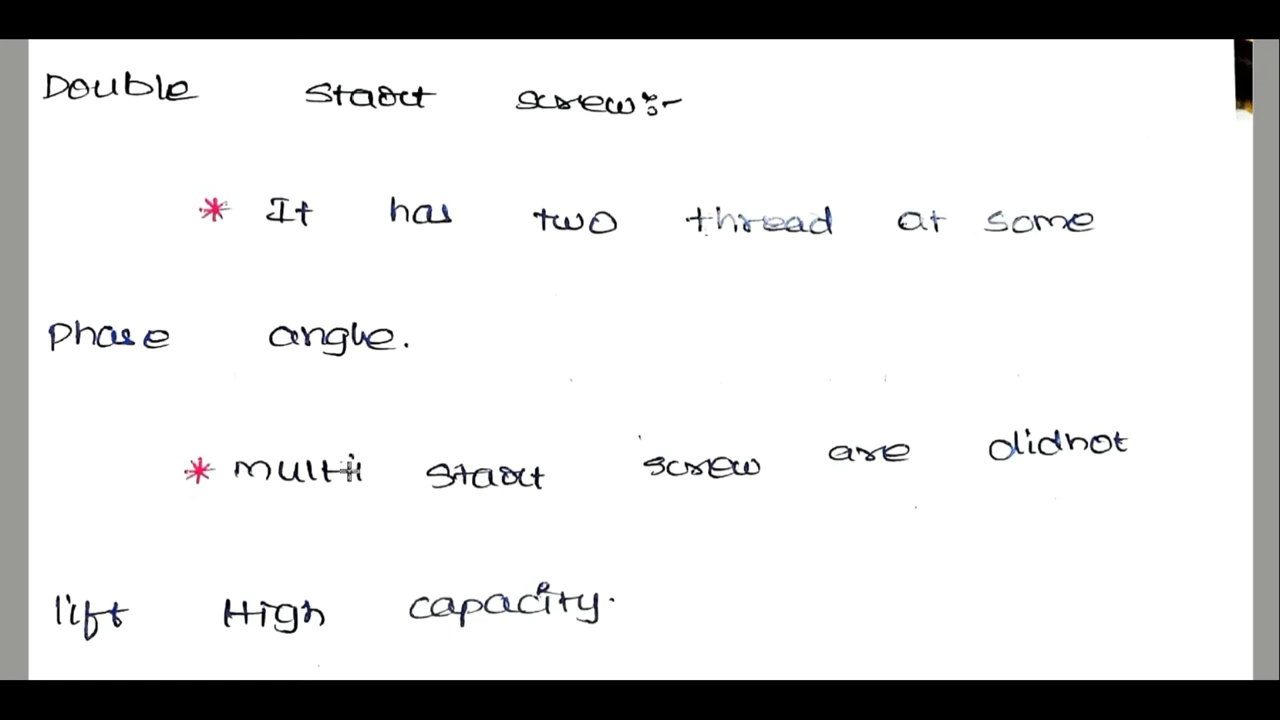 Double start screw:-
* It has two thread at some
phase angle.
* multi start screw are didnot
lift High capacity.